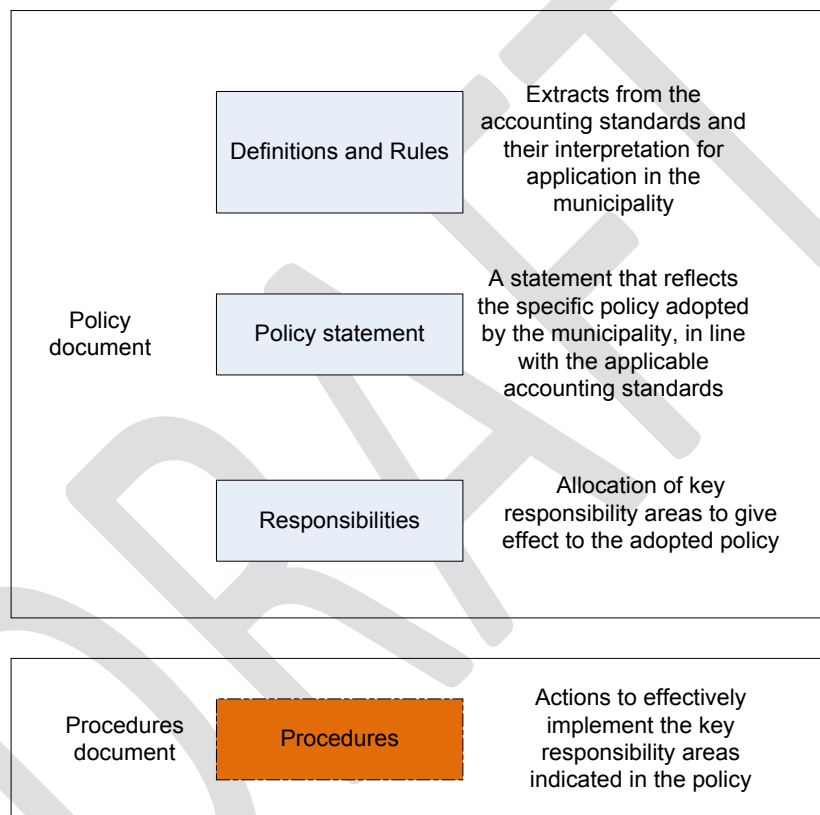 Definitions and Rules
Extracts from the
accounting standards and
their interpretation for
application in the
municipality
Policy
document
Policy statement
A statement that reflects
the specific policy adopted
by the municipality, in line
with the applicable
accounting standards
Responsibilities
Allocation of key
responsibility areas to give
effect to the adopted policy
Procedures
document
Procedures
Actions to effectively
implement the key
responsibility areas
indicated in the policy
DRAFT